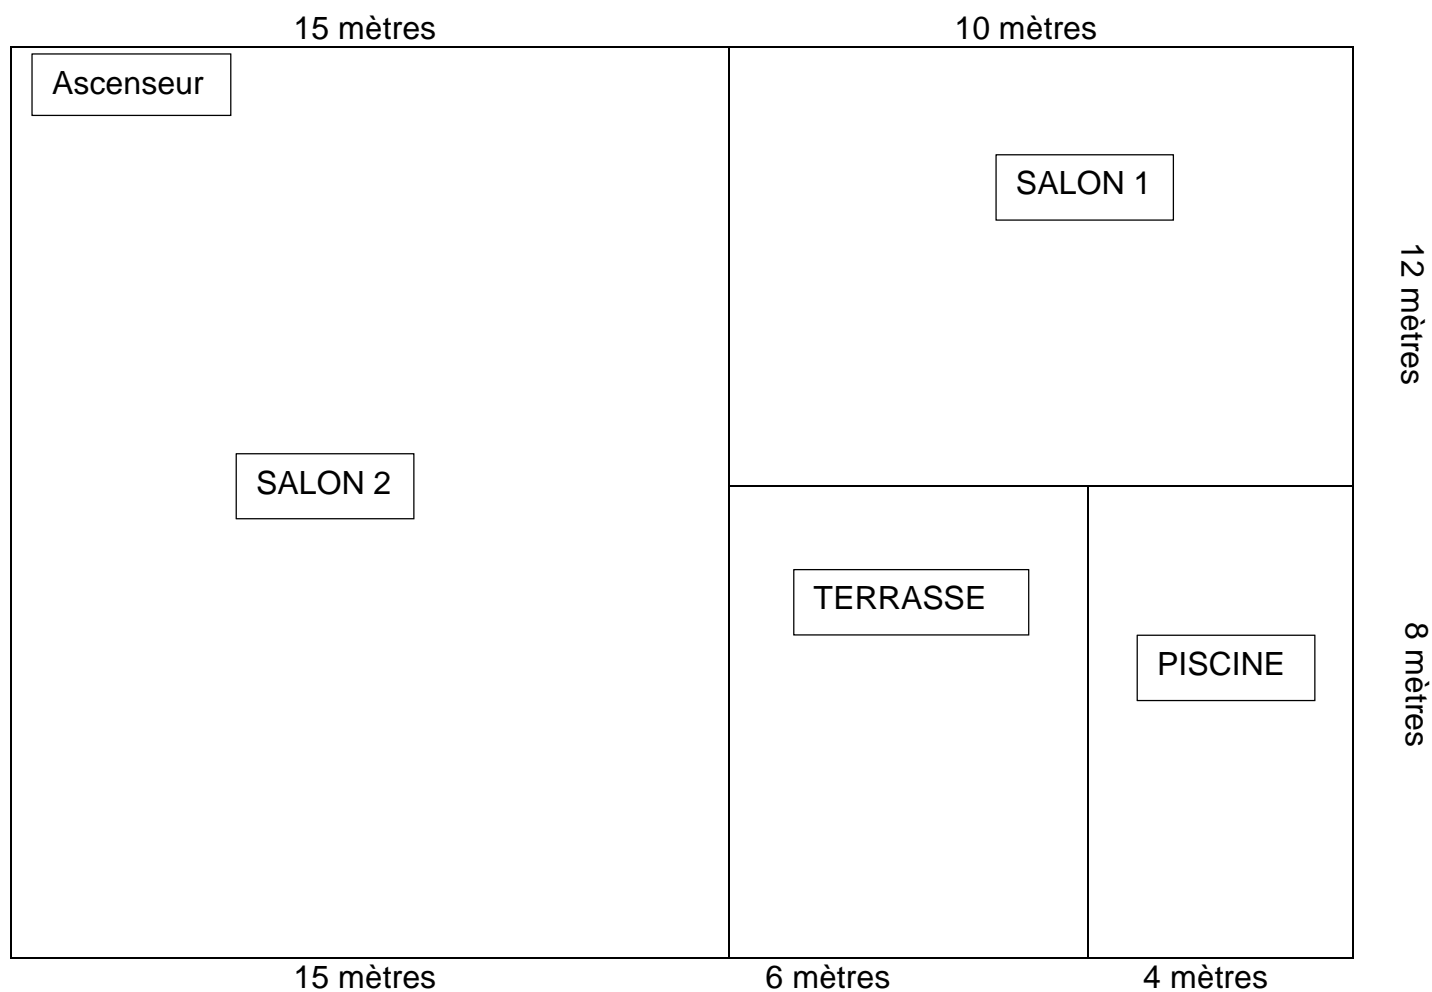 15 mètres
10 mètres
Ascenseur
SALON 1
12 mètres
SALON 2
TERRASSE
8 mètres
PISCINE
15 mètres
6 mètres
4 mètres